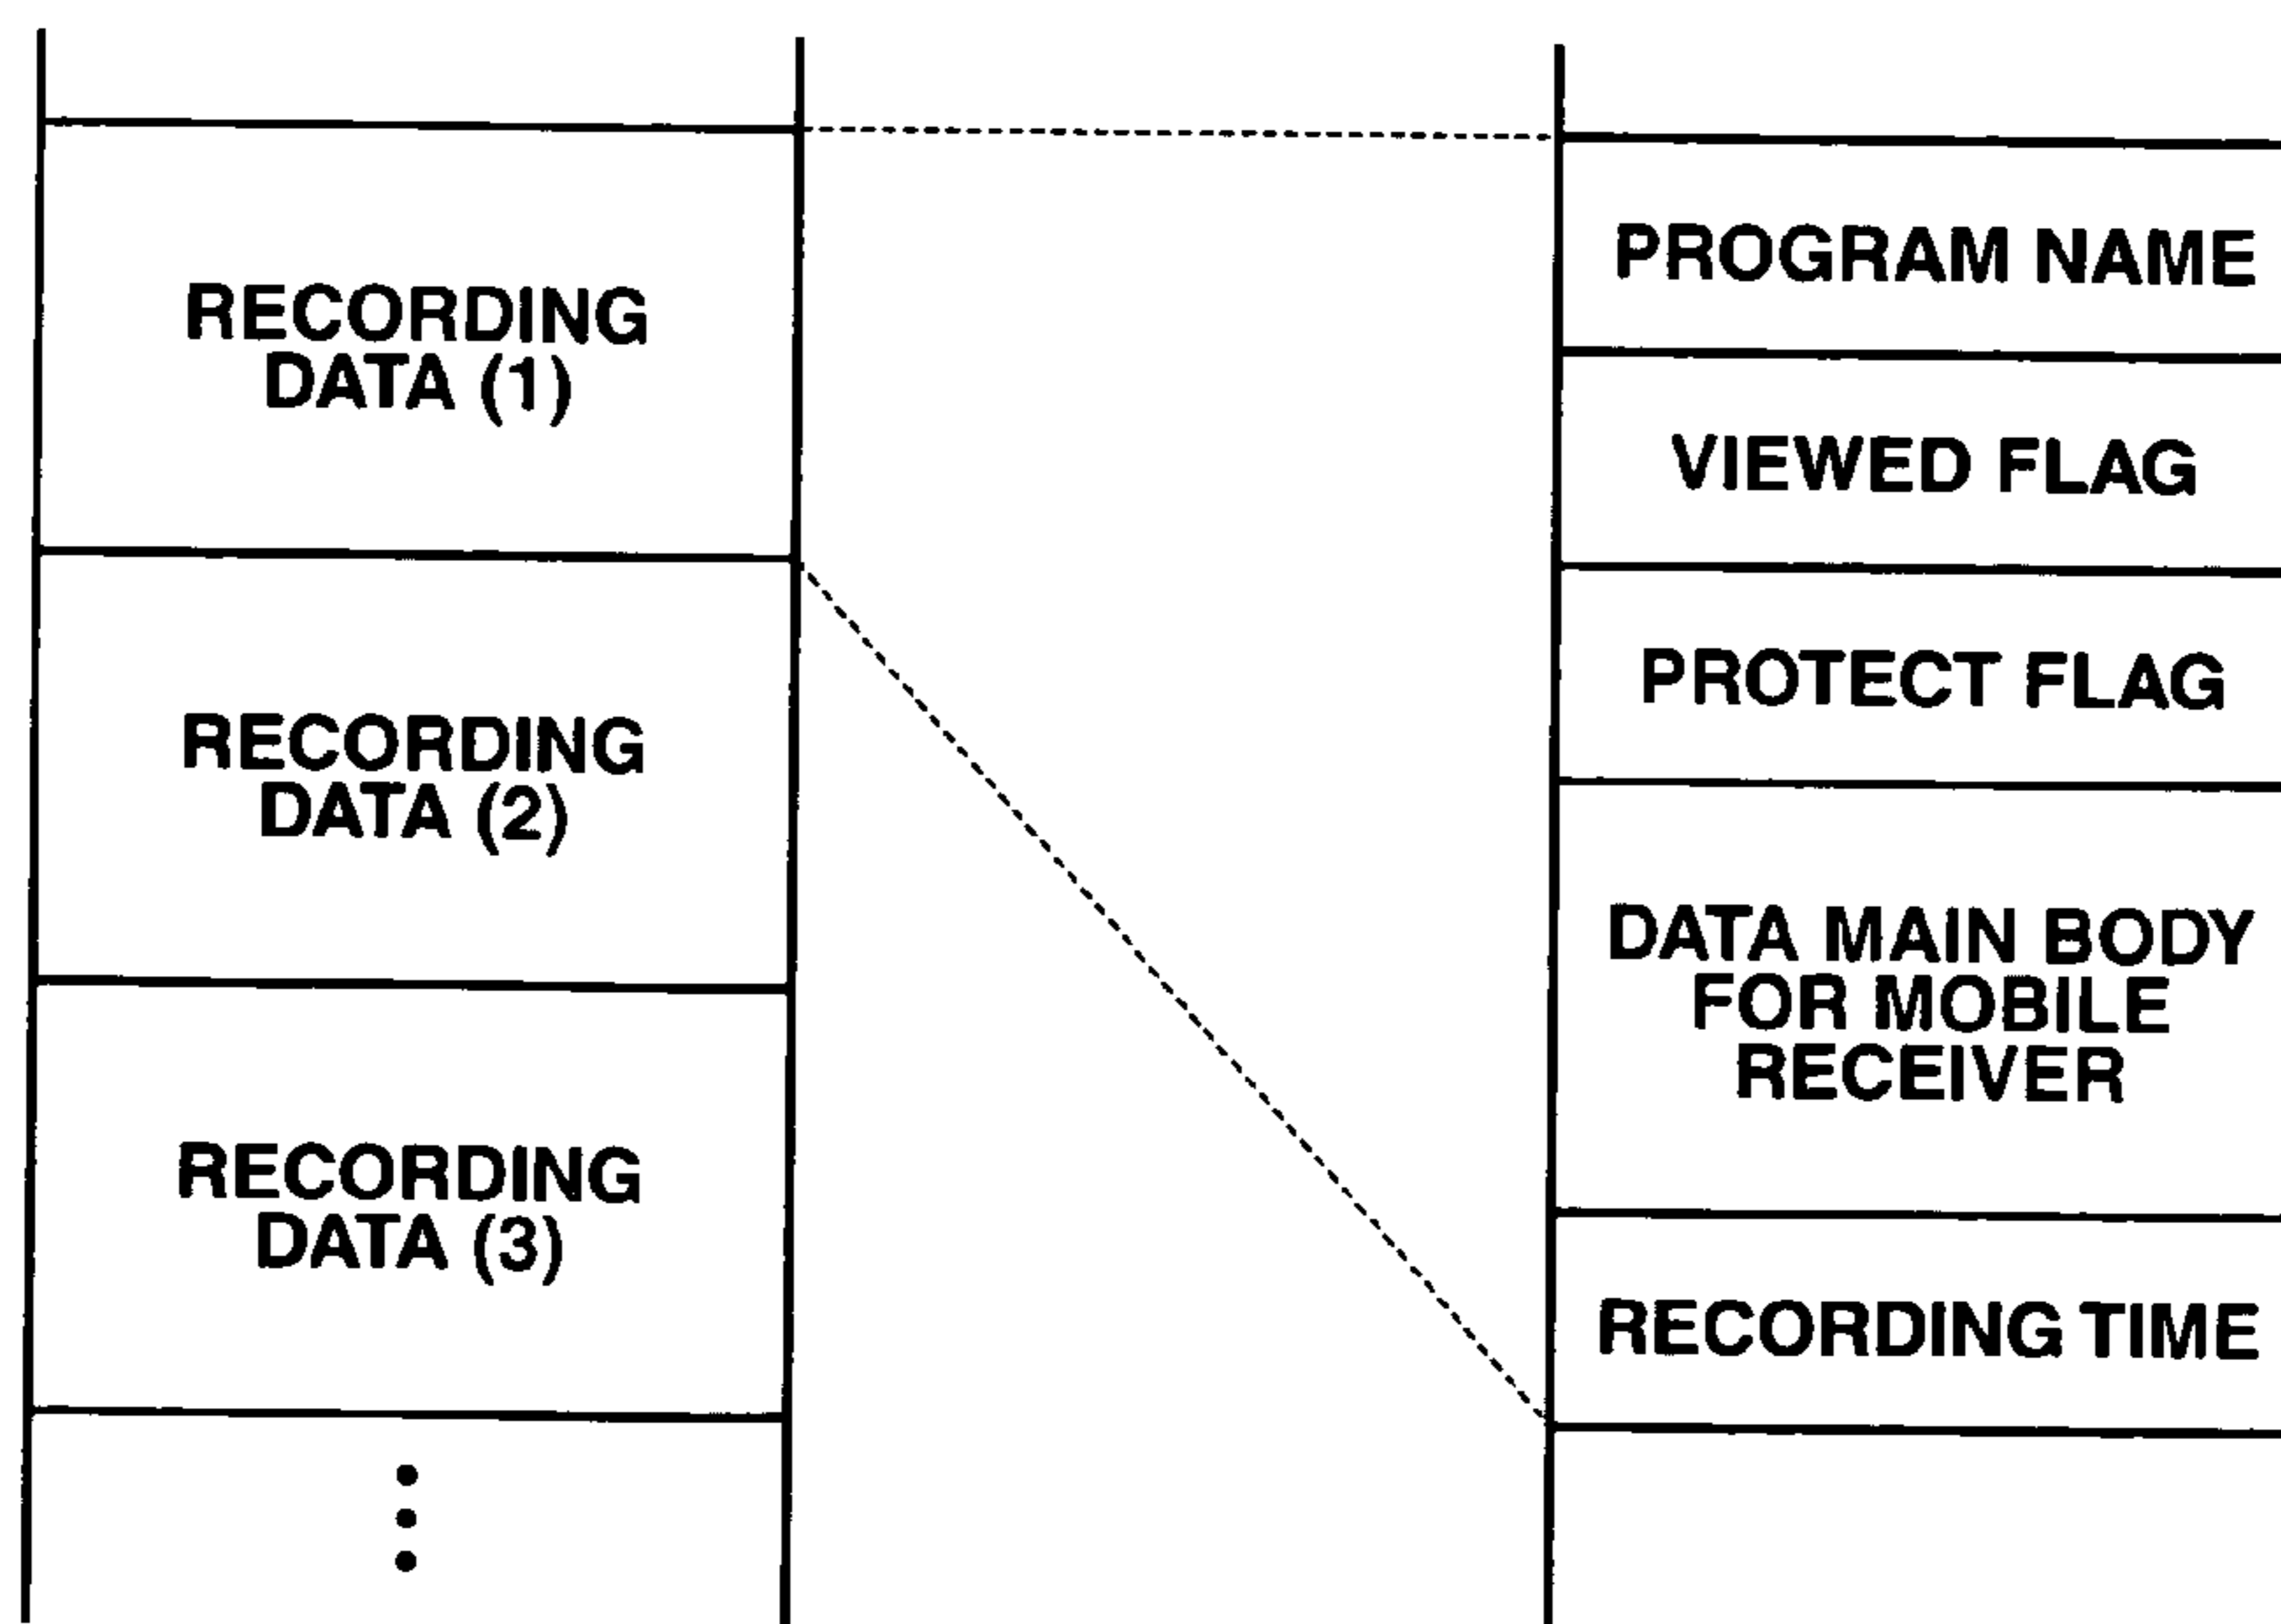 RECORDING
DATA (1)
RECORDING
DATA (2)
RECORDING
DATA (3)
PROGRAM NAME
VIEWED FLAG
PROTECT FLAG
DATA MAIN BODY
FOR MOBILE
RECEIVER
RECORDING TIME